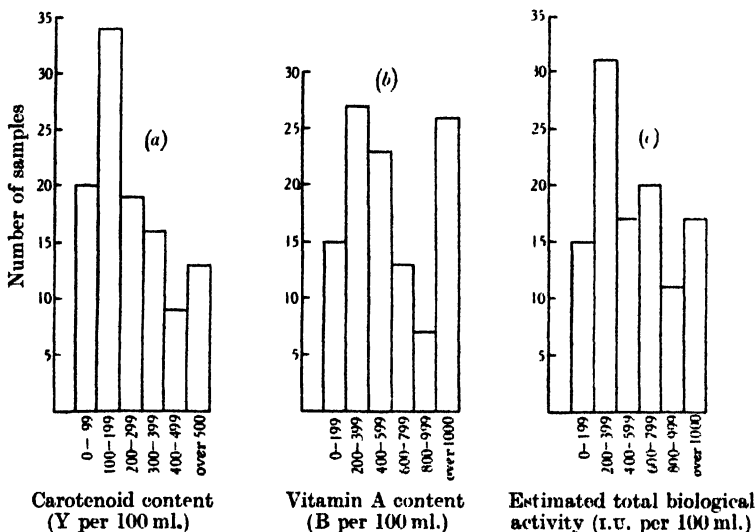 Number of samples
35
30
25
20
15
10
5
(a)
0–99
100–199
200–299
300–399
400–499
over 500
Carotenoid content
(Y per 100 ml.)
30
25
20
15
10
5
(b)
0–199
200–399
400–599
600–799
800–999
over 1000
Vitamin A content
(B per 100 ml.)
35
30
25
20
15
10
5
(c)
0–199
200–399
400–599
600–799
800–999
over 1000
Estimated total biological
activity (I.U. per 100 ml.)